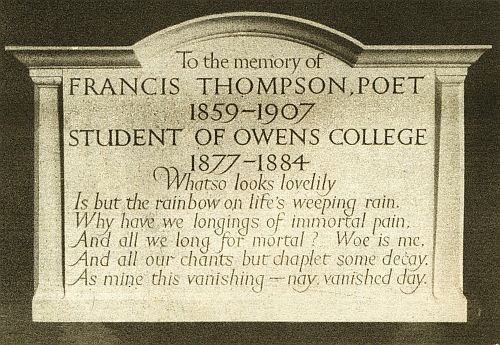 To the memory of
FRANCIS THOMPSON, POET
1859–1907
STUDENT OF OWENS COLLEGE
1877–1884
Whatso looks lovelily
Is but the rainbow on life's weeping rain.
Why have we longings of immortal pain,
And all we long for mortal? Woe is me,
And all our chants but chaplet some decay,
As mine this vanishing—nay, vanished day.